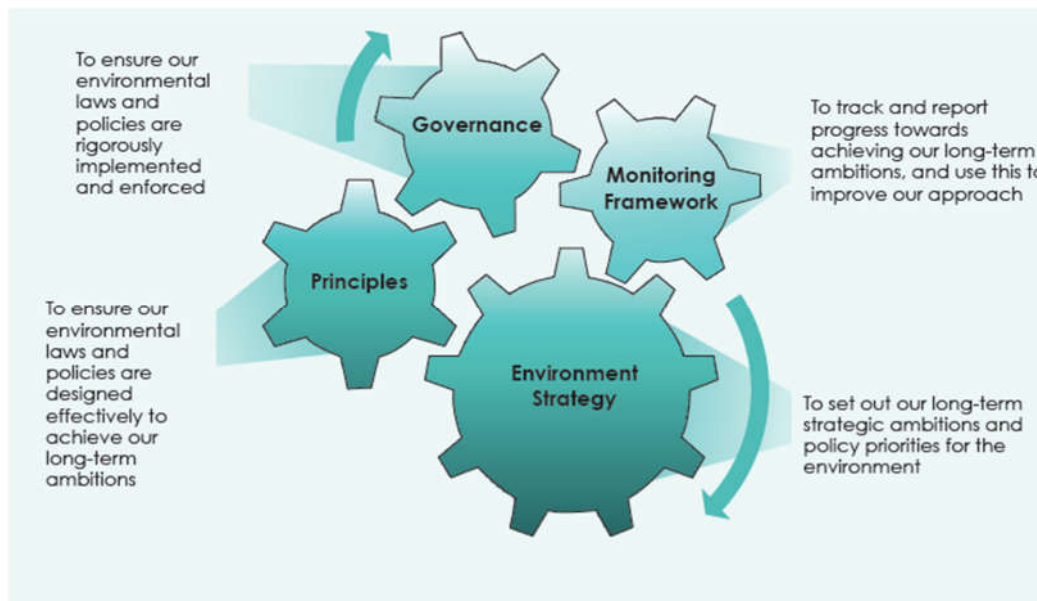 To ensure our
environmental
laws and
policies are
rigorously
implemented
and enforced
Governance
Monitoring
Framework
To track and report
progress towards
achieving our long-term
ambitions, and use this to
improve our approach
Principles
To ensure our
environmental
laws and
policies are
designed
effectively to
achieve our
long-term
ambitions
Environment
Strategy
To set out our long-term
strategic ambitions and
policy priorities for the
environment